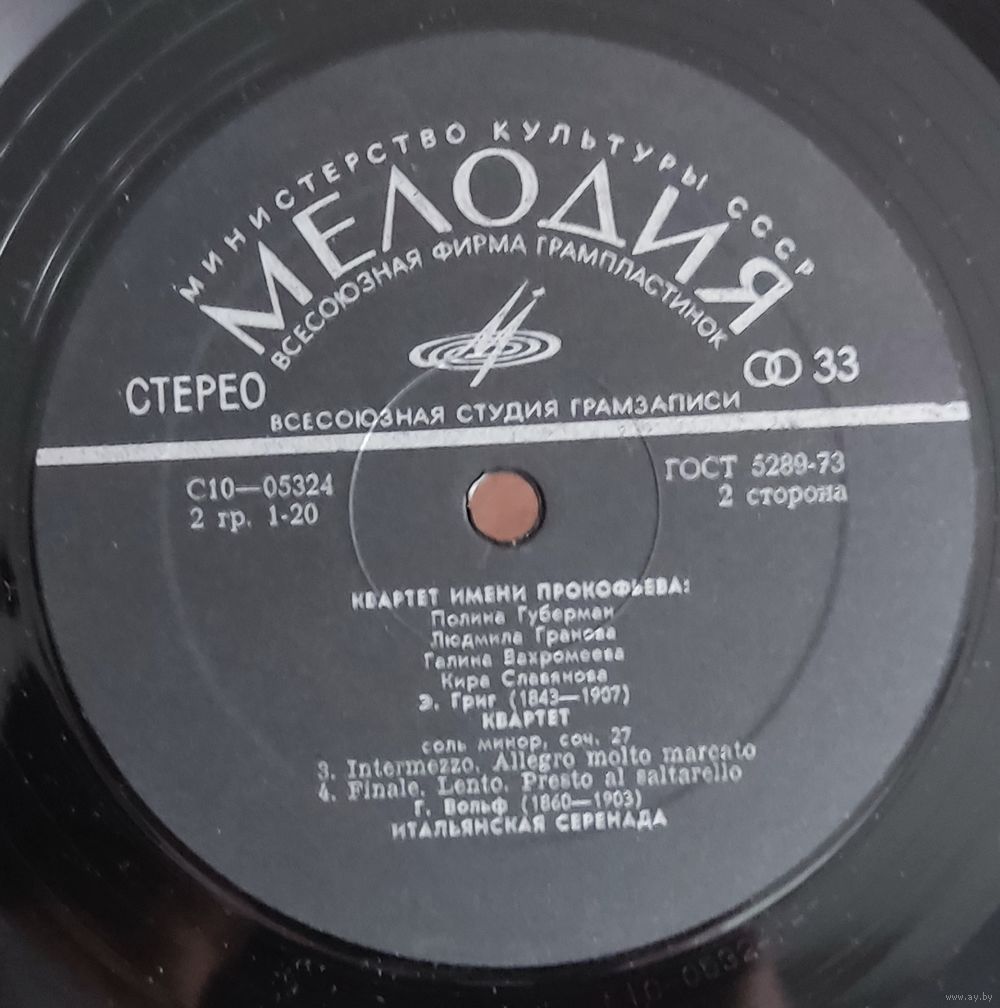 МИНИСТЕРСТВО КУЛЬТУРЫ СССР
МЕЛОДИЯ
ВСЕСОЮЗНАЯ ФИРМА ГРАМПЛАСТИНОК
СТЕРЕО
33
ВСЕСОЮЗНАЯ СТУДИЯ ГРАМЗАПИСИ
С10—05324
ГОСТ 5289-73
2 гр. 1-20
2 сторона
КВАРТЕТ ИМЕНИ ПРОКОФЬЕВА:
Полина Губерман
Людмила Гранова
Галина Вахромеева
Кира Славянова
Э. Григ (1843—1907)
КВАРТЕТ
соль минор, соч. 27
3. Intermezzo. Allegro molto marcato
4. Finale. Lento. Presto al saltarello
Г. Вольф (1860—1903)
ИТАЛЬЯНСКАЯ СЕРЕНАДА
www.ay.by